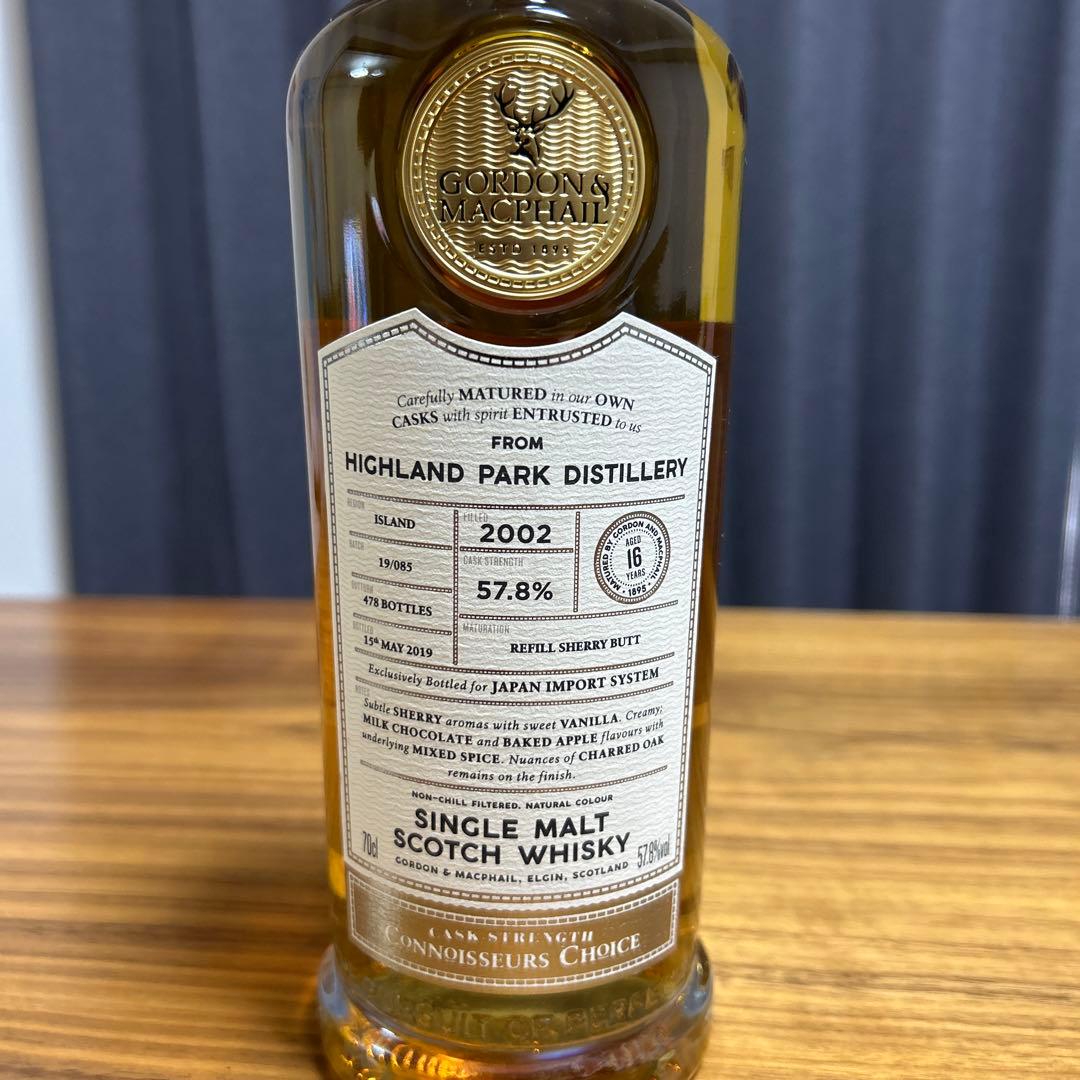 GORDON &
MACPHAIL
ESTD 1895
Carefully MATURED in our OWN
CASKS with spirit ENTRUSTED to us
FROM
HIGHLAND PARK DISTILLERY
REGION
ISLAND
BATCH
19/085
OUTTURN
478 BOTTLES
BOTTLED
15th MAY 2019
FILLED
2002
CASK STRENGTH
57.8%
MATURED BY GORDON AND MACPHAIL
AGED
16
YEARS
• 1895 •
MATURATION
REFILL SHERRY BUTT
Exclusively Bottled for JAPAN IMPORT SYSTEM
NOTES
Subtle SHERRY aromas with sweet VANILLA. Creamy;
MILK CHOCOLATE and BAKED APPLE flavours with
underlying MIXED SPICE. Nuances of CHARRED OAK
remains on the finish.
NON-CHILL FILTERED. NATURAL COLOUR
SINGLE MALT
SCOTCH WHISKY
70cl
57.8%vol
GORDON & MACPHAIL, ELGIN, SCOTLAND
CASK STRENGTH
CONNOISSEURS CHOICE